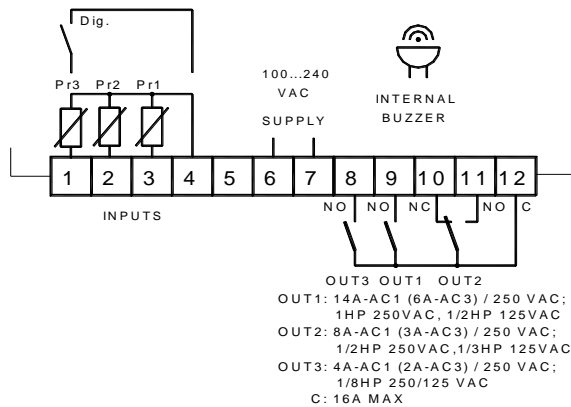 Dig.
Pr3 Pr2 Pr1
100...240
VAC
SUPPLY
INTERNAL
BUZZER
1 2 3 4 5 6 7 8 9 10 11 12
INPUTS
NO NO NC NO C
OUT3 OUT1 OUT2
OUT1: 14A-AC1 (6A-AC3) / 250 VAC;
1HP 250VAC, 1/2HP 125VAC
OUT2: 8A-AC1 (3A-AC3) / 250 VAC;
1/2HP 250VAC,1/3HP 125VAC
OUT3: 4A-AC1 (2A-AC3) / 250 VAC;
1/8HP 250/125 VAC
C: 16A MAX